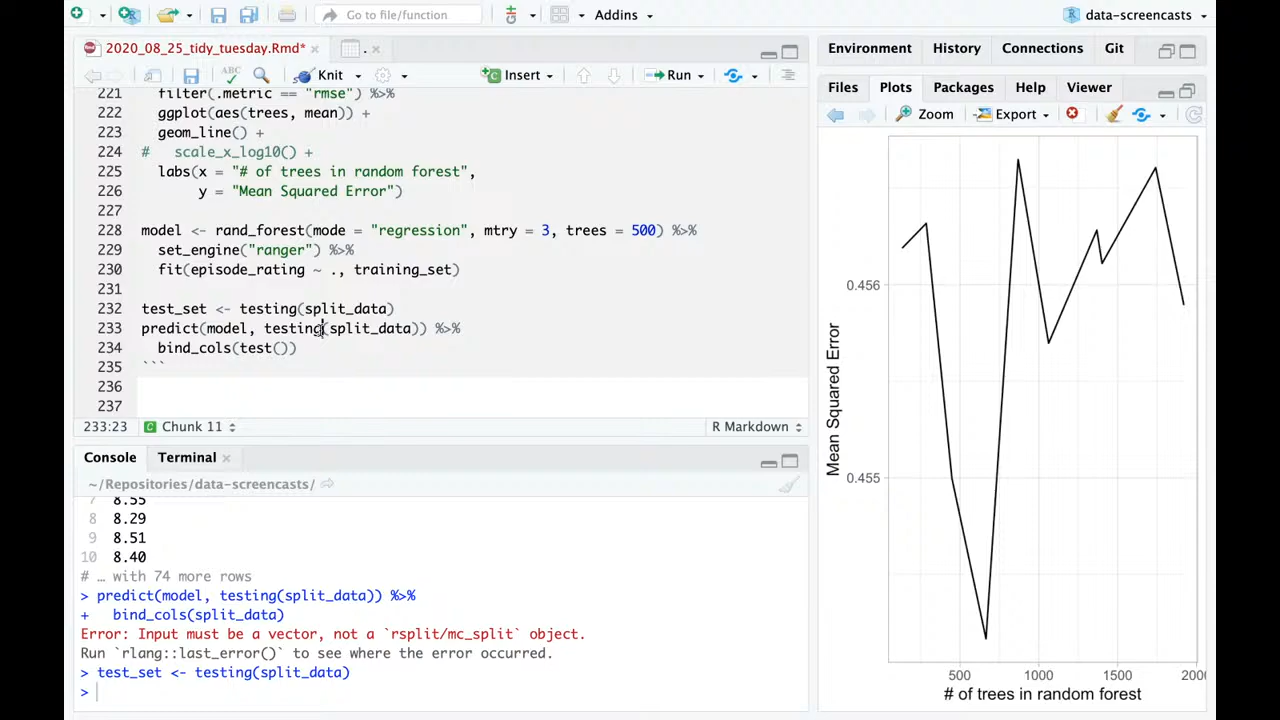 Go to file/function
Addins
data-screencasts
2020_08_25_tidy_tuesday.Rmd*
.
ABC
Knit
Insert
Run
221 filter(.metric == "rmse") %>%
222 ggplot(aes(trees, mean)) +
223 geom_line() +
224 # scale_x_log10() +
225 labs(x = "# of trees in random forest",
226 y = "Mean Squared Error")
227
228 model <- rand_forest(mode = "regression", mtry = 3, trees = 500) %>%
229 set_engine("ranger") %>%
230 fit(episode_rating ~ ., training_set)
231
232 test_set <- testing(split_data)
233 predict(model, testing(split_data)) %>%
234 bind_cols(test())
235 ```
236
237
233:23 Chunk 11 R Markdown
Console Terminal
~/Repositories/data-screencasts/
7 8.55
8 8.29
9 8.51
10 8.40
# … with 74 more rows
> predict(model, testing(split_data)) %>%
+ bind_cols(split_data)
Error: Input must be a vector, not a `rsplit/mc_split` object.
Run `rlang::last_error()` to see where the error occurred.
> test_set <- testing(split_data)
>
Environment History Connections Git
Files Plots Packages Help Viewer
Zoom Export
0.456
0.455
Mean Squared Error
500 1000 1500 2000
# of trees in random forest